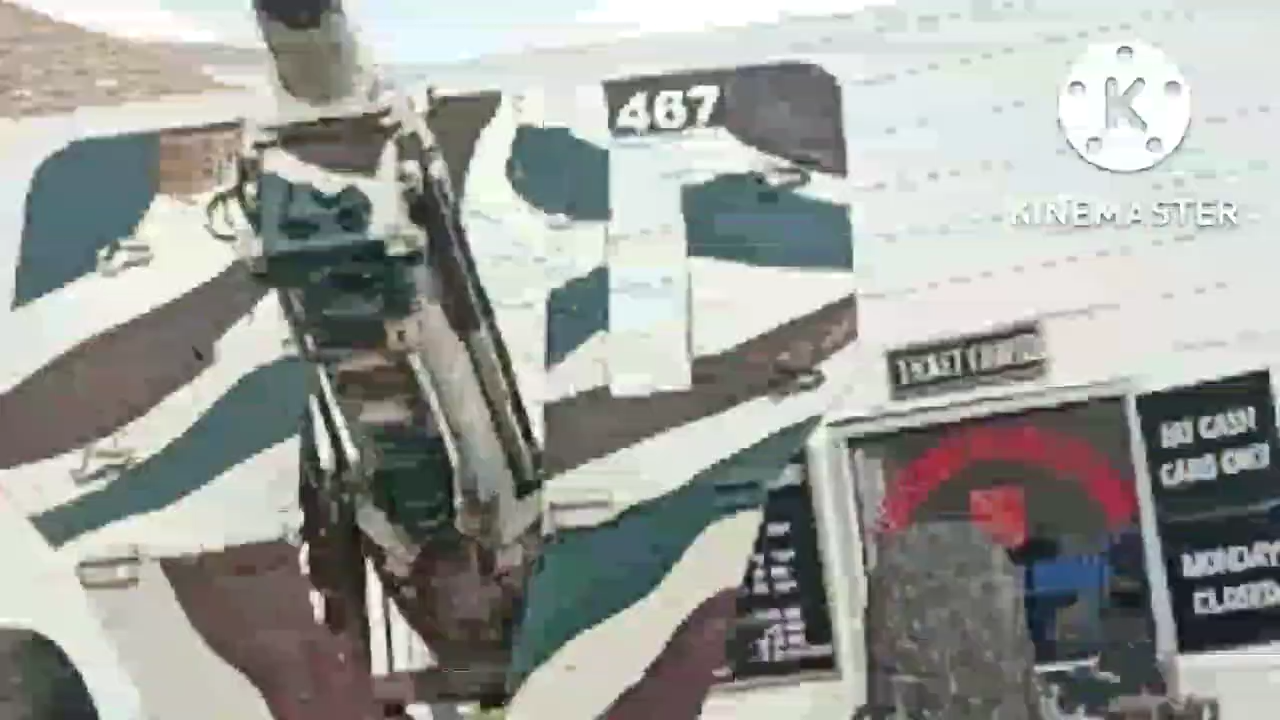 467
K
KINEMASTER
TICKET COUNTER
NO CASH
CARD ONLY
MONDAY
CLOSED